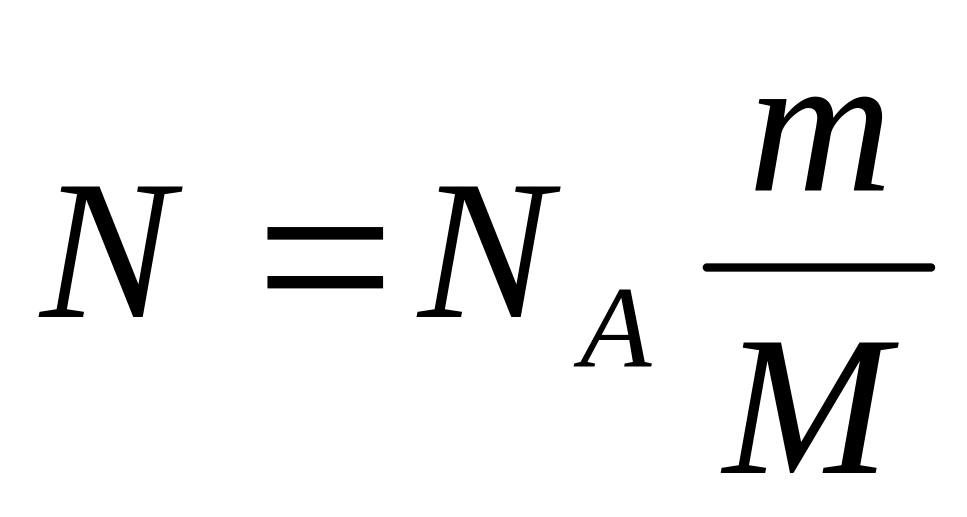 N = N_A m/M